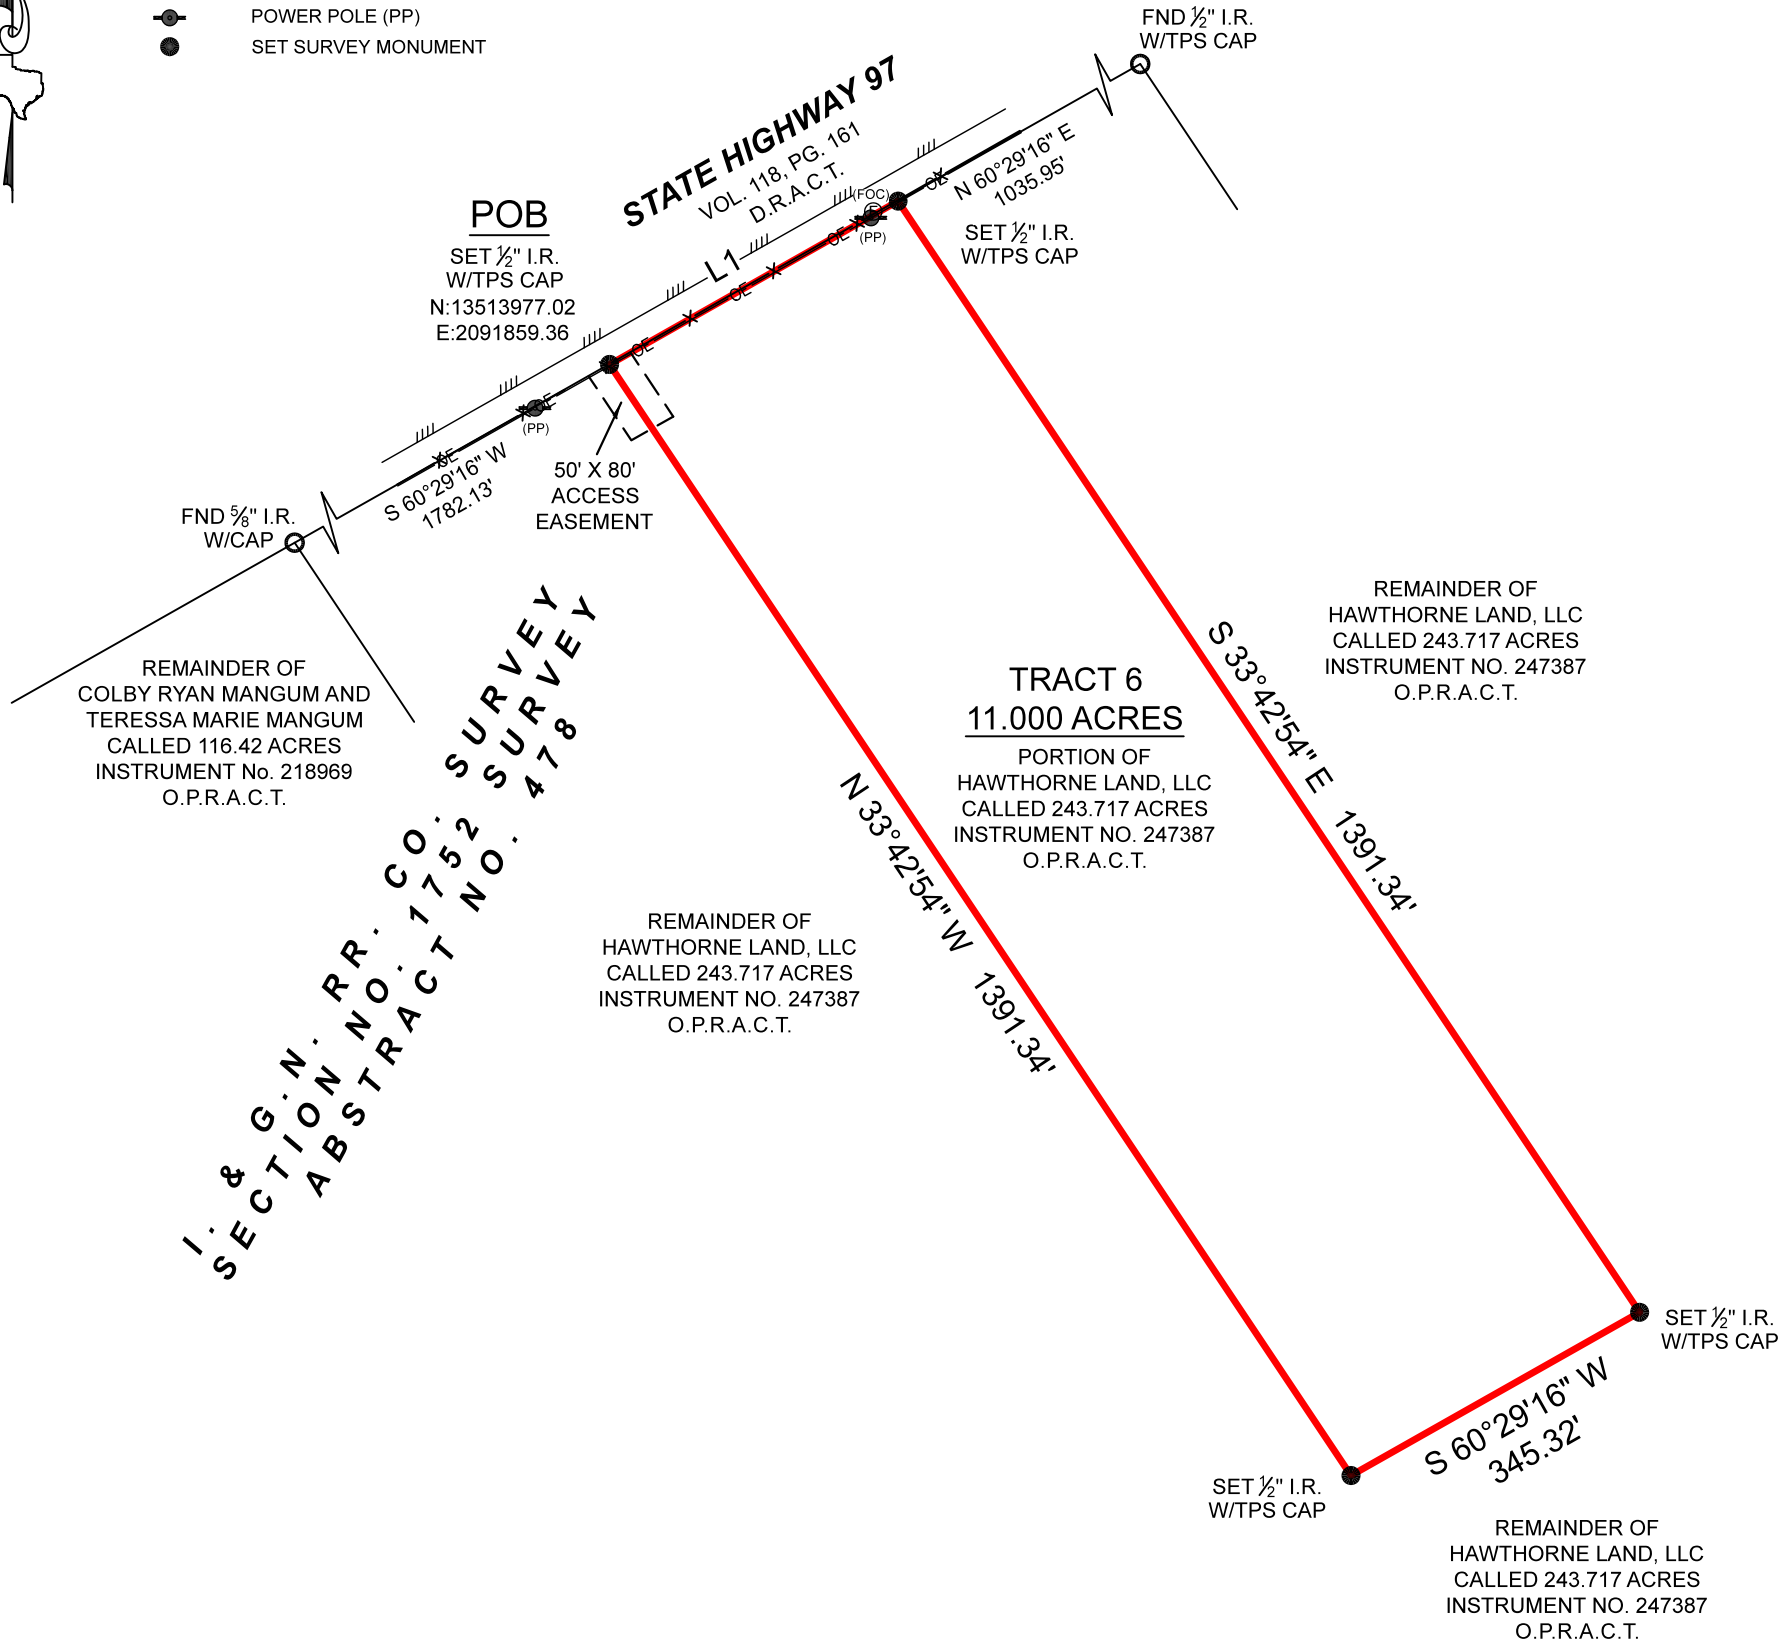 POWER POLE (PP)
SET SURVEY MONUMENT
FND ½" I.R.
W/TPS CAP
STATE HIGHWAY 97
VOL. 118, PG. 161
D.R.A.C.T.
N 60°29'16" E
1035.95'
POB
SET ½" I.R.
W/TPS CAP
N:13513977.02
E:2091859.36
L1
(FOC)
(PP)
OE
OE
OE
OE
SET ½" I.R.
W/TPS CAP
OE
(PP)
OE
S 60°29'16" W
1782.13'
50' X 80'
ACCESS
EASEMENT
FND ⅝" I.R.
W/CAP
REMAINDER OF
COLBY RYAN MANGUM AND
TERESSA MARIE MANGUM
CALLED 116.42 ACRES
INSTRUMENT No. 218969
O.P.R.A.C.T.
I. & G.N. RR. CO. SURVEY
SECTION NO. 1752 SURVEY
ABSTRACT NO. 478
REMAINDER OF
HAWTHORNE LAND, LLC
CALLED 243.717 ACRES
INSTRUMENT NO. 247387
O.P.R.A.C.T.
S 33°42'54" E 1391.34'
TRACT 6
11.000 ACRES
PORTION OF
HAWTHORNE LAND, LLC
CALLED 243.717 ACRES
INSTRUMENT NO. 247387
O.P.R.A.C.T.
N 33°42'54" W 1391.34'
REMAINDER OF
HAWTHORNE LAND, LLC
CALLED 243.717 ACRES
INSTRUMENT NO. 247387
O.P.R.A.C.T.
SET ½" I.R.
W/TPS CAP
S 60°29'16" W
345.32'
SET ½" I.R.
W/TPS CAP
REMAINDER OF
HAWTHORNE LAND, LLC
CALLED 243.717 ACRES
INSTRUMENT NO. 247387
O.P.R.A.C.T.